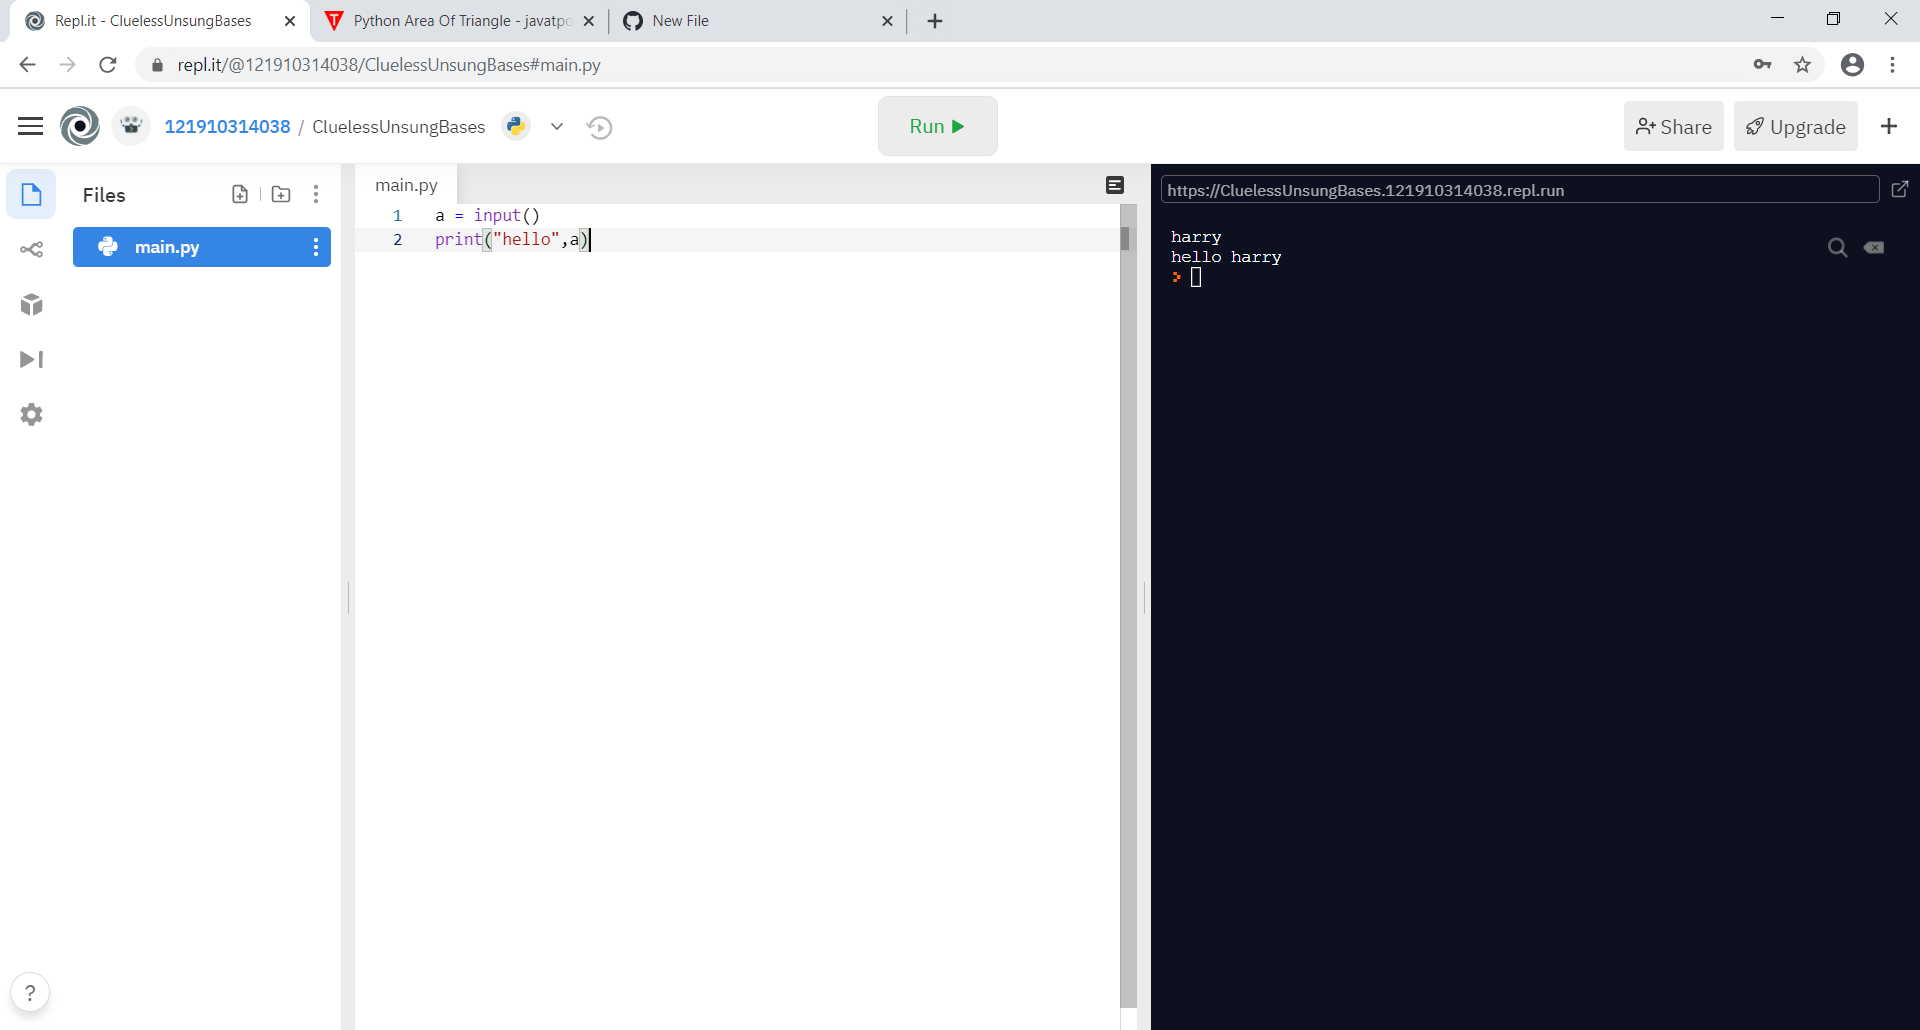 Repl.it - CluelessUnsungBases
Python Area Of Triangle - javatp
New File
repl.it/@121910314038/CluelessUnsungBases#main.py
121910314038 / CluelessUnsungBases
Run
Share
Upgrade
Files
main.py
main.py
1 a = input()
2 print("hello",a)
https://CluelessUnsungBases.121910314038.repl.run
harry
hello harry
?